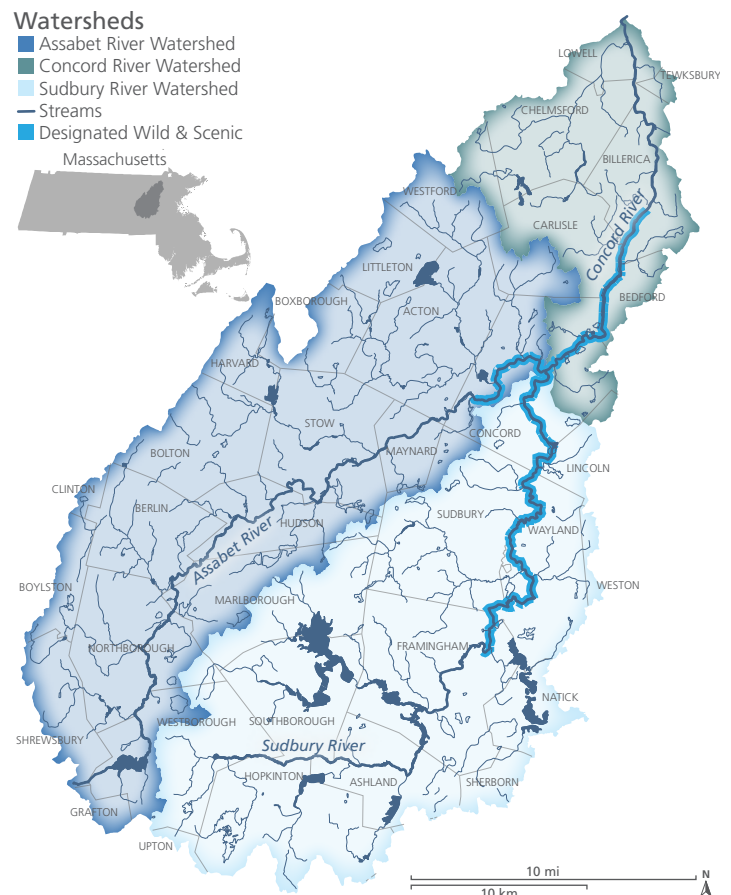 Watersheds
Assabet River Watershed
Concord River Watershed
Sudbury River Watershed
Streams
Designated Wild & Scenic
Massachusetts
LOWELL
TEWKSBURY
CHELMSFORD
BILLERICA
WESTFORD
CARLISLE
Concord River
LITTLETON
BOXBOROUGH
BEDFORD
ACTON
HARVARD
STOW
CONCORD
MAYNARD
BOLTON
LINCOLN
CLINTON
BERLIN
SUDBURY
HUDSON
WAYLAND
Assabet River
BOYLSTON
WESTON
MARLBOROUGH
NORTHBOROUGH
FRAMINGHAM
NATICK
WESTBOROUGH
SOUTHBOROUGH
SHREWSBURY
Sudbury River
HOPKINTON
ASHLAND
SHERBORN
GRAFTON
UPTON
10 mi
N
10 km